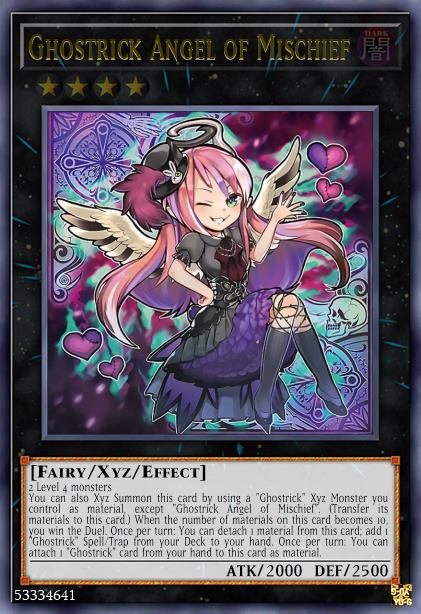 Ghostrick Angel of Mischief
DARK
闇
[Fairy/Xyz/Effect]
2 Level 4 monsters
You can also Xyz Summon this card by using a "Ghostrick" Xyz Monster you
control as material, except "Ghostrick Angel of Mischief". (Transfer its
materials to this card.) When the number of materials on this card becomes 10,
you win the Duel. Once per turn: You can detach 1 material from this card; add 1
"Ghostrick" Spell/Trap from your Deck to your hand. Once per turn: You can
attach 1 "Ghostrick" card from your hand to this card as material.
ATK/2000 DEF/2500
53334641